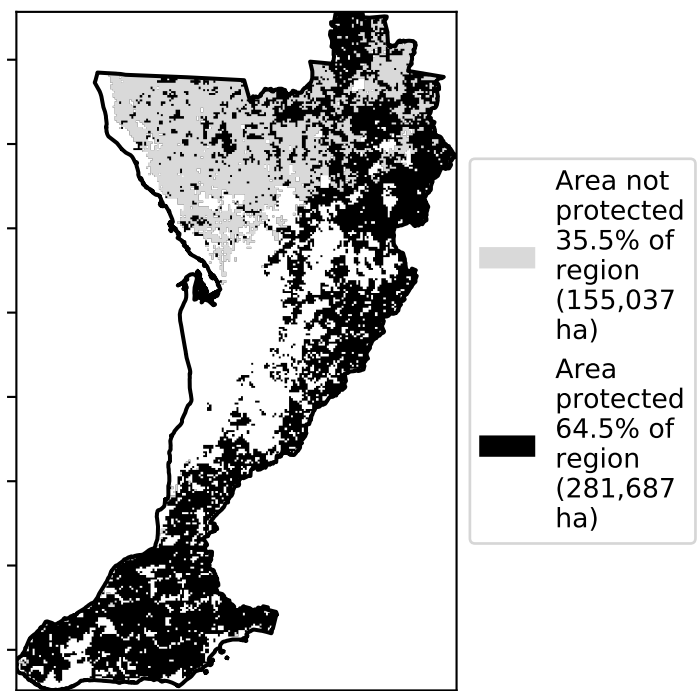 Area not
protected
35.5% of
region
(155,037
ha)
Area
protected
64.5% of
region
(281,687
ha)